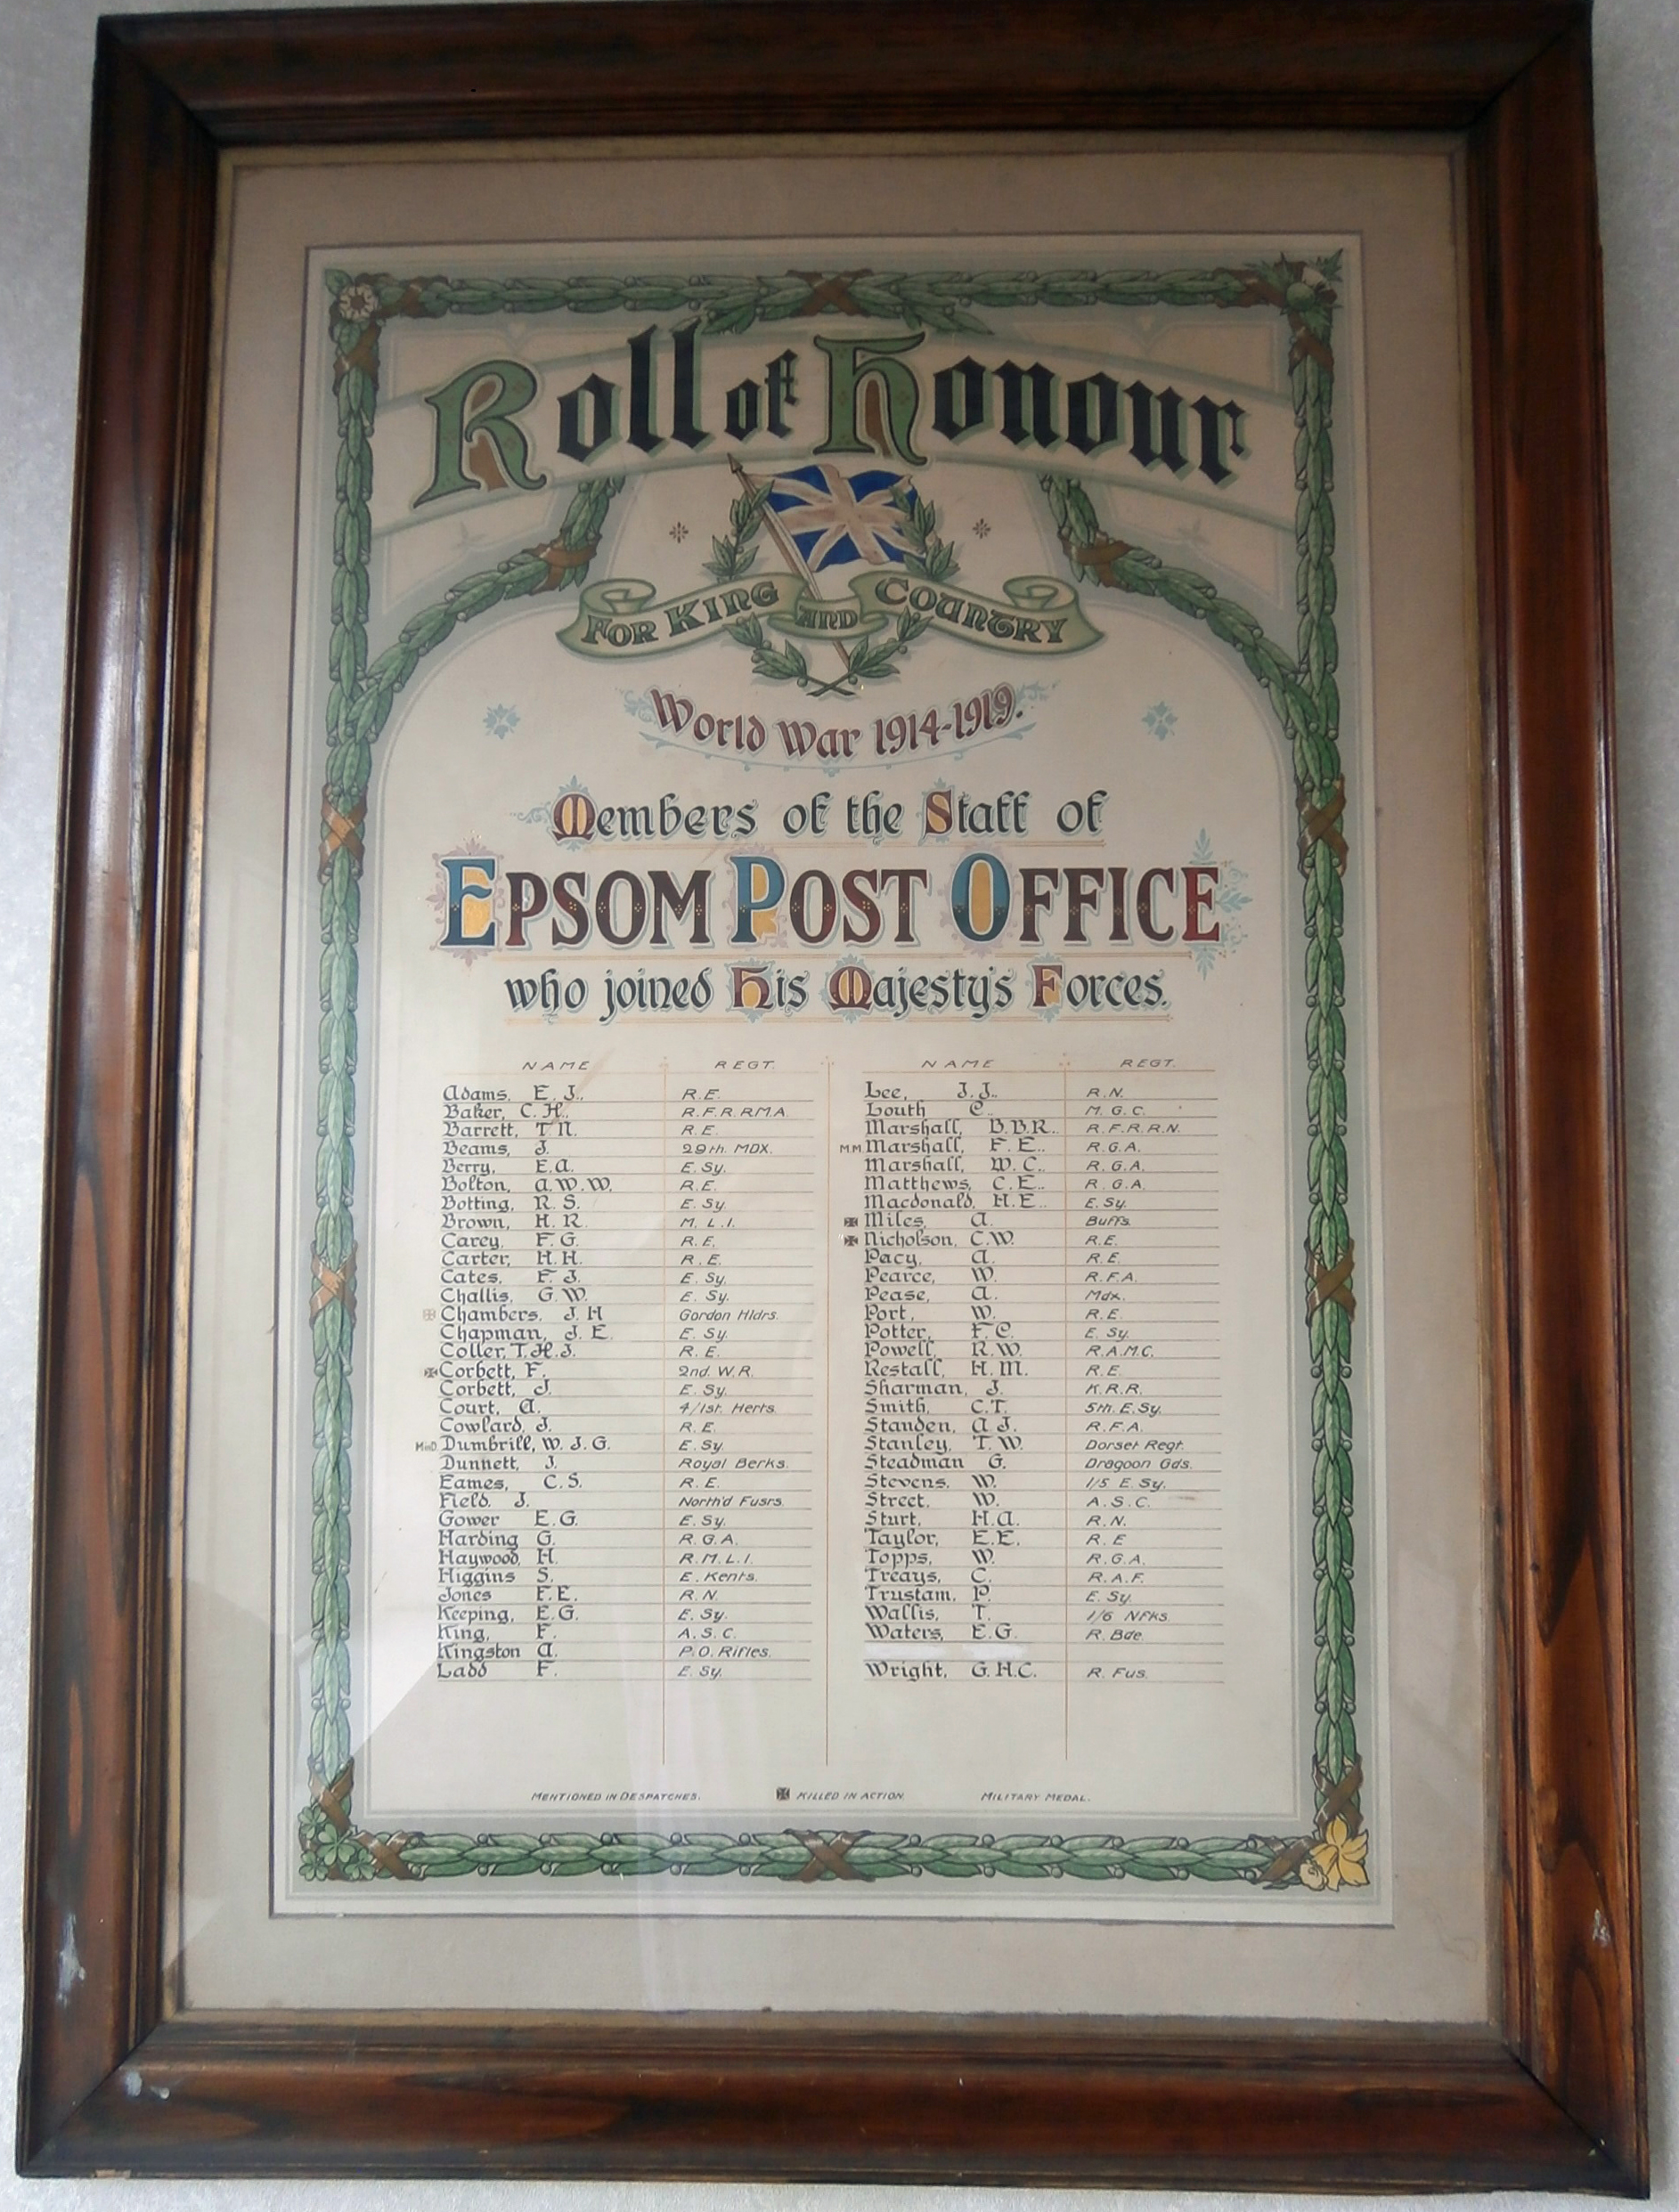 Roll of Honour
FOR KING AND COUNTRY
World War 1914-1919.
Members of the Staff of
EPSOM POST OFFICE
who joined His Majesty's Forces.
NAME REGT.
Adams, E. J., R.E.
Baker, C. H., R.F.R.RMA.
Barrett, T. N. R.E.
Beams, J. 29th. MDX.
Berry, E.A. E. Sy.
Bolton, A.W.W. R.E.
Botting, R. S. E. Sy.
Brown, H. R. M. L. I.
Carey, F. G. R. E.
Carter, H. H. R. E.
Cates, F. J. E. Sy.
Challis, G.W. E. Sy.
Chambers, J. H Gordon Hldrs.
Chapman, J. E. E. Sy.
Coller, T. H. J. R. E.
Corbett, F. 2nd. W.R.
Corbett, J. E. Sy.
Court, A. 4/1st. Herts.
Cowlard, J. R. E.
M in D. Dumbrill, W. J. G. E. Sy.
Dunnett, J. Royal Berks.
Eames, C. S. R. E.
Field, J. North'd Fusrs.
Gower E. G. E. Sy.
Harding G. R. G. A.
Haywood, H. R. M. L. I.
Higgins S. E. Kents.
Jones F. E. R. N.
Keeping, E. G. E. Sy.
King, F. A. S. C.
Kingston A. P. O. Rifles.
Ladd F. E. Sy.
NAME REGT.
Lee, J. J.. R. N.
Louth C.. M. G. C.
Marshall, B.B.R.. R. F. R. R.N.
M.M. Marshall, F. E.. R.G.A.
Marshall, W. C.. R. G. A.
Matthews, C. E.. R. G. A.
Macdonald, H. E.. E. Sy.
Miles, A. Buffs.
Nicholson, C.W. R.E.
Pacy, A. R. E.
Pearce, W. R.F.A.
Pease, A. Mdx.
Port, W. R. E.
Potter, F. C. E. Sy.
Powell, R.W. R.A.M.C.
Restall, H. M. R. E.
Sharman, J. K. R. R.
Smith, C. T. 5th. E. Sy.
Standen, A J. R. F. A.
Stanley, T. W. Dorset Regt.
Steadman G. Dragoon Gds.
Stevens, W. 1/5 E. Sy.
Street, W. A. S. C.
Sturt, H.A. R. N.
Taylor, E.E. R. E
Topps, W. R. G. A.
Treays, C. R. A. F.
Trustam, P. E. Sy.
Wallis, T. 1/6 NFKs.
Waters, E.G. R. Bde.
Wright, G. H.C. R. Fus.
MENTIONED IN DESPATCHES. KILLED IN ACTION. MILITARY MEDAL.